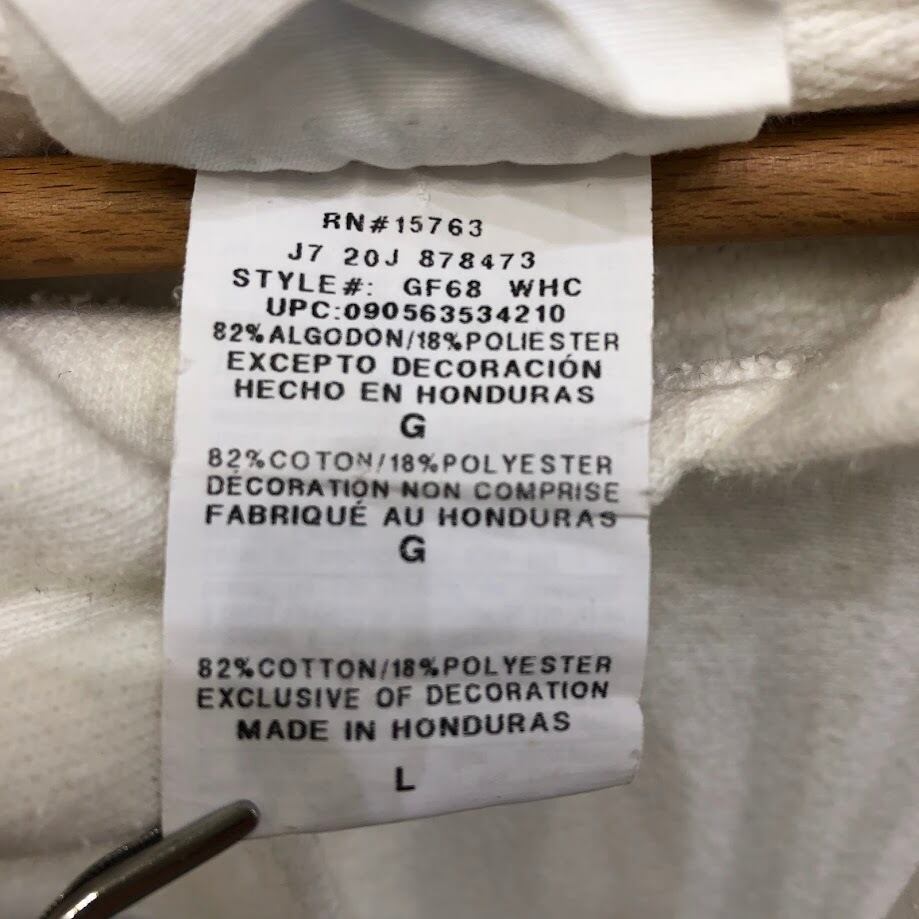 RN#15763
J7 20J 878473
STYLE#: GF68 WHC
UPC:090563534210
82%ALGODON/18%POLIESTER
EXCEPTO DECORACIÓN
HECHO EN HONDURAS
G
82%COTON/18%POLYESTER
DÉCORATION NON COMPRISE
FABRIQUÉ AU HONDURAS
G
82%COTTON/18%POLYESTER
EXCLUSIVE OF DECORATION
MADE IN HONDURAS
L